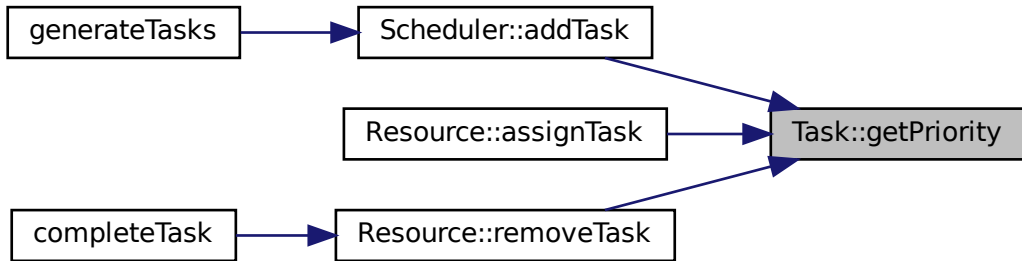 generateTasks
Scheduler::addTask
Resource::assignTask
Task::getPriority
completeTask
Resource::removeTask